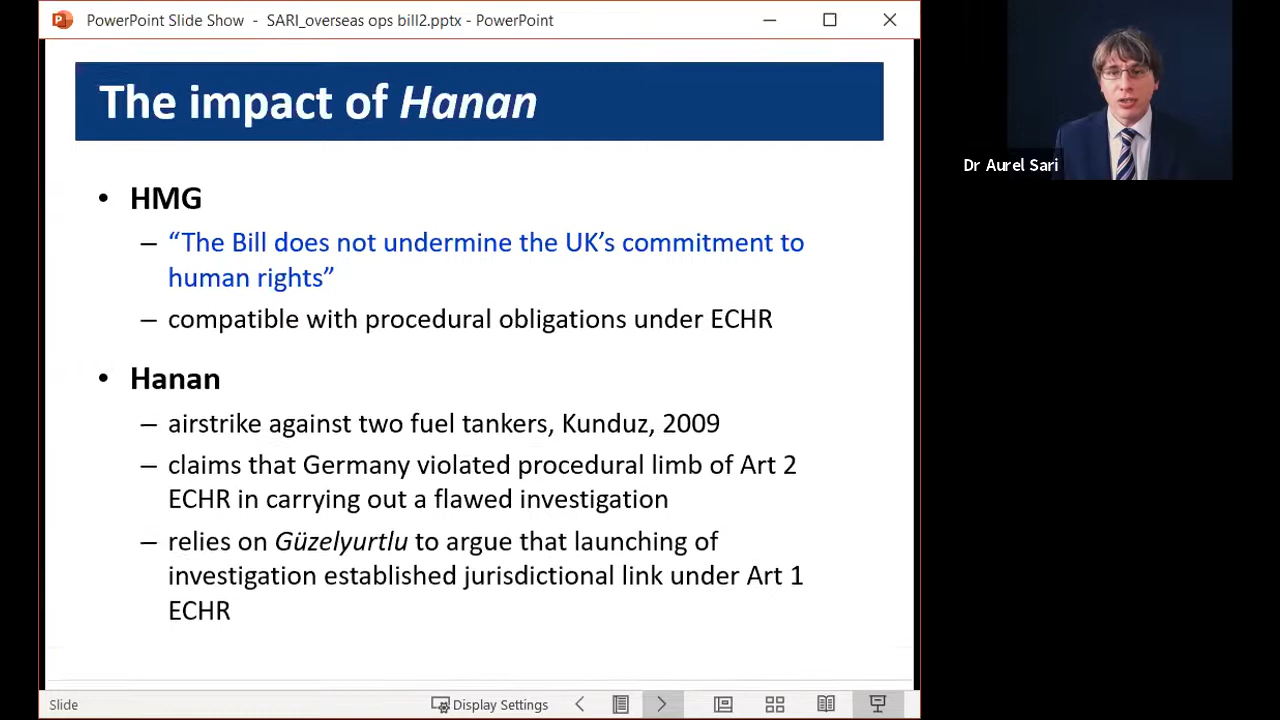 PowerPoint Slide Show - SARI_overseas ops bill2.pptx - PowerPoint
The impact of Hanan
• HMG
– “The Bill does not undermine the UK’s commitment to
human rights”
– compatible with procedural obligations under ECHR
• Hanan
– airstrike against two fuel tankers, Kunduz, 2009
– claims that Germany violated procedural limb of Art 2
ECHR in carrying out a flawed investigation
– relies on Güzelyurtlu to argue that launching of
investigation established jurisdictional link under Art 1
ECHR
Slide
Display Settings
Dr Aurel Sari